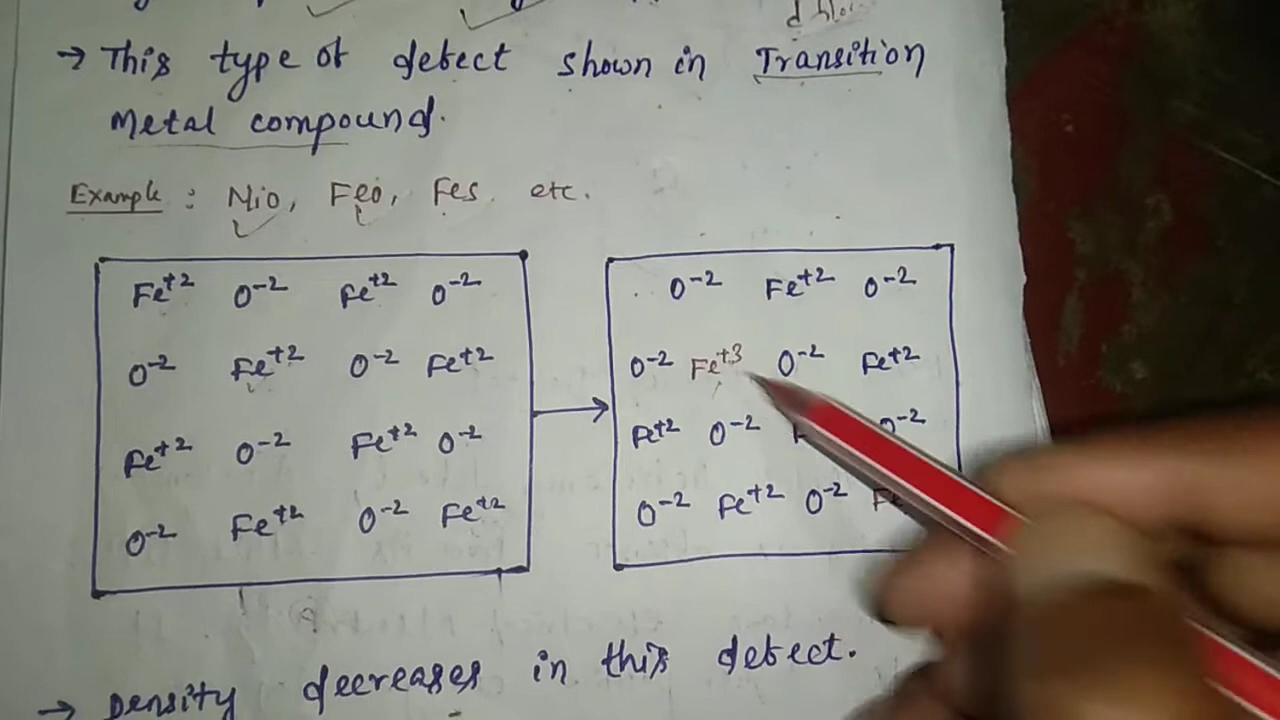 → This type of defect shown in Transition
Metal compound.
Example : Nio, Feo, Fes. etc.
Fe+2 O-2 Fe+2 O-2
O-2 Fe+2 O-2 Fe+2
Fe+2 O-2 Fe+2 O-2
O-2 Fe+2 O-2 Fe+2
O-2 Fe+2 O-2
O-2 Fe+3 O-2 Fe+2
Fe+2 O-2 O-2
O-2 Fe+2 O-2 Fe
→ Density decreases in this defect.